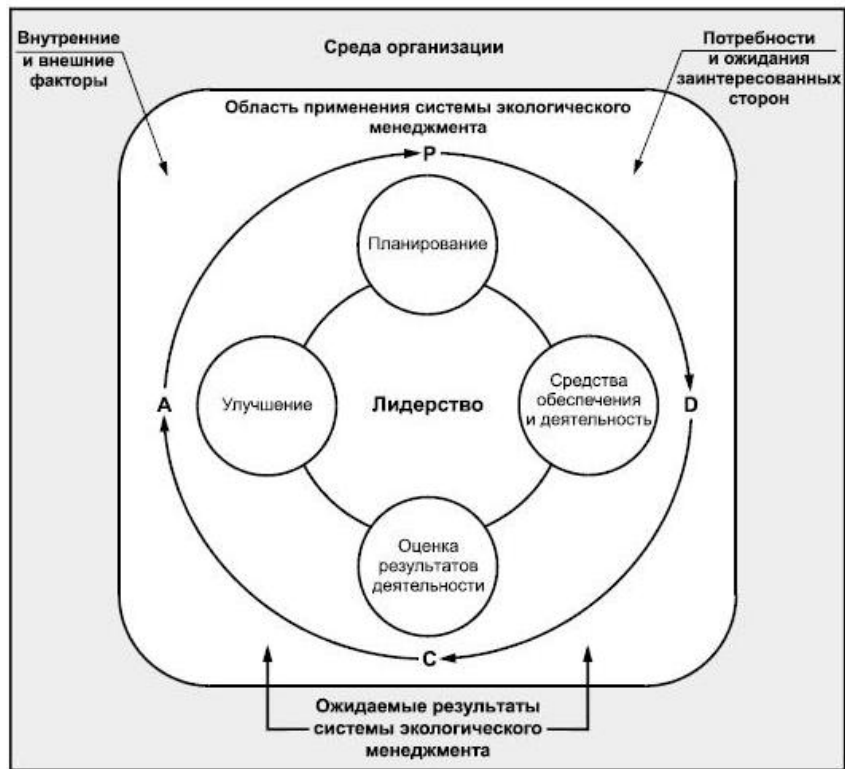 Внутренние
и внешние
факторы
Среда организации
Потребности
и ожидания
заинтересованных
сторон
Область применения системы экологического
менеджмента
P
Планирование
A
Улучшение
Лидерство
Средства
обеспечения
и деятельность
D
Оценка
результатов
деятельности
C
Ожидаемые результаты
системы экологического
менеджмента